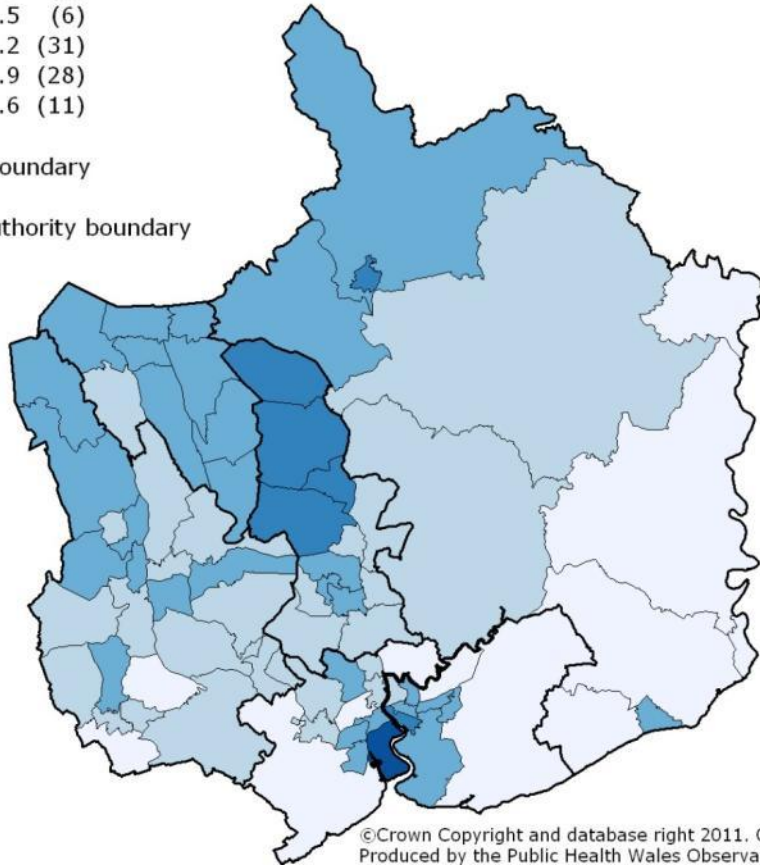 .5 (6)
.2 (31)
.9 (28)
.6 (11)
oundary
uthority boundary
©Crown Copyright and database right 2011. 
Produced by the Public Health Wales Observa